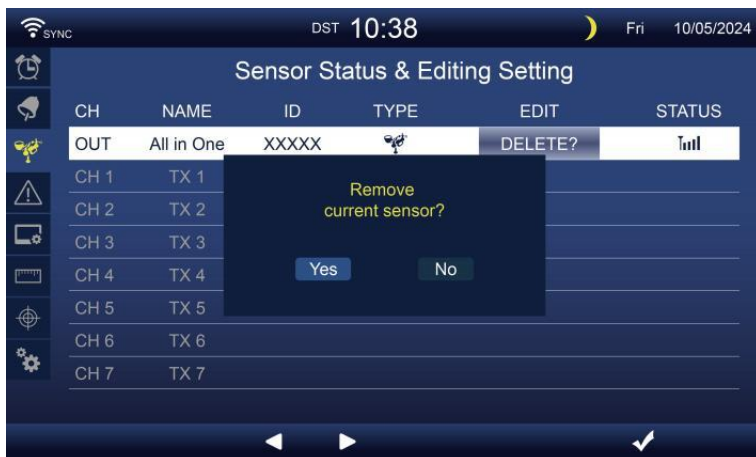 SYNC DST 10:38 Fri 10/05/2024
Sensor Status & Editing Setting
CH NAME ID TYPE EDIT STATUS
OUT All in One XXXXX DELETE?
CH 1 TX 1
Remove
CH 2 TX 2
current sensor?
CH 3 TX 3
CH 4 TX 4
Yes No
CH 5 TX 5
CH 6 TX 6
CH 7 TX 7